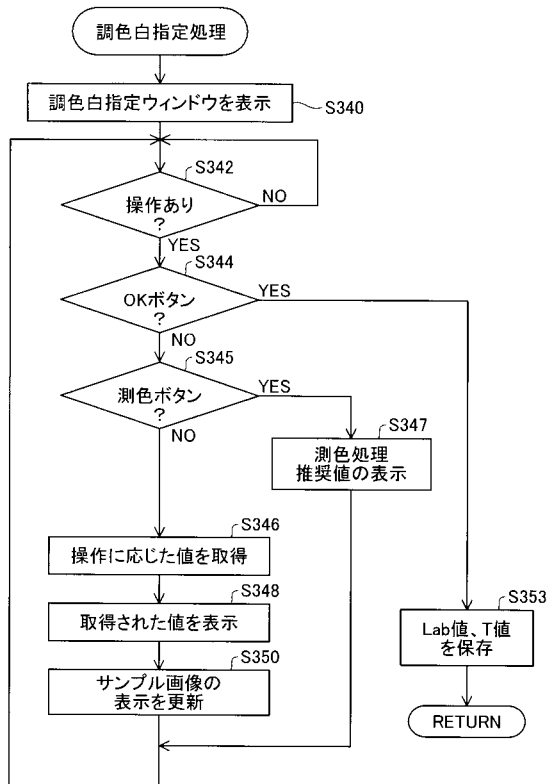 調色白指定処理
調色白指定ウィンドウを表示
S340
S342
操作あり
?
NO
YES
S344
OKボタン
?
YES
NO
S345
測色ボタン
?
YES
NO
S347
測色処理
推奨値の表示
S346
操作に応じた値を取得
S348
取得された値を表示
S353
Lab値、T値
を保存
S350
サンプル画像の
表示を更新
RETURN